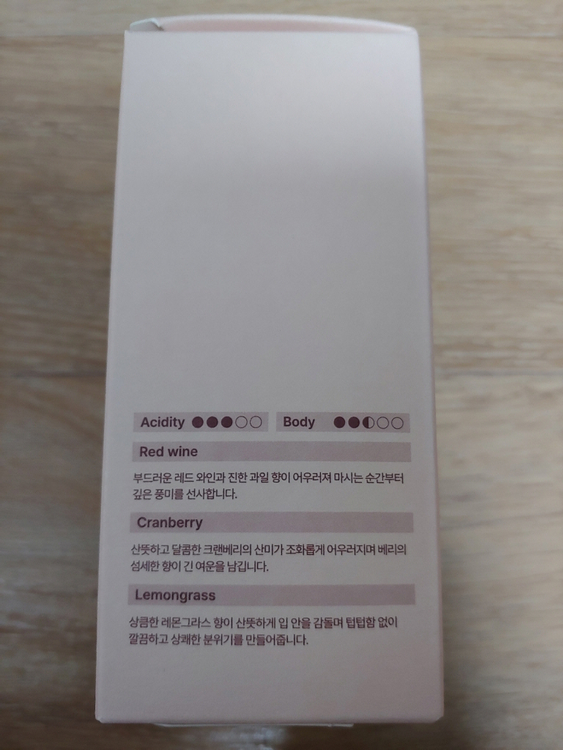 Acidity ●●●○○ Body ●●◐○○
Red wine
부드러운 레드 와인과 진한 과일 향이 어우러져 마시는 순간부터
깊은 풍미를 선사합니다.
Cranberry
산뜻하고 달콤한 크랜베리의 산미가 조화롭게 어우러지며 베리의
섬세한 향이 긴 여운을 남깁니다.
Lemongrass
상큼한 레몬그라스 향이 산뜻하게 입 안을 감돌며 텁텁함 없이
깔끔하고 상쾌한 분위기를 만들어줍니다.